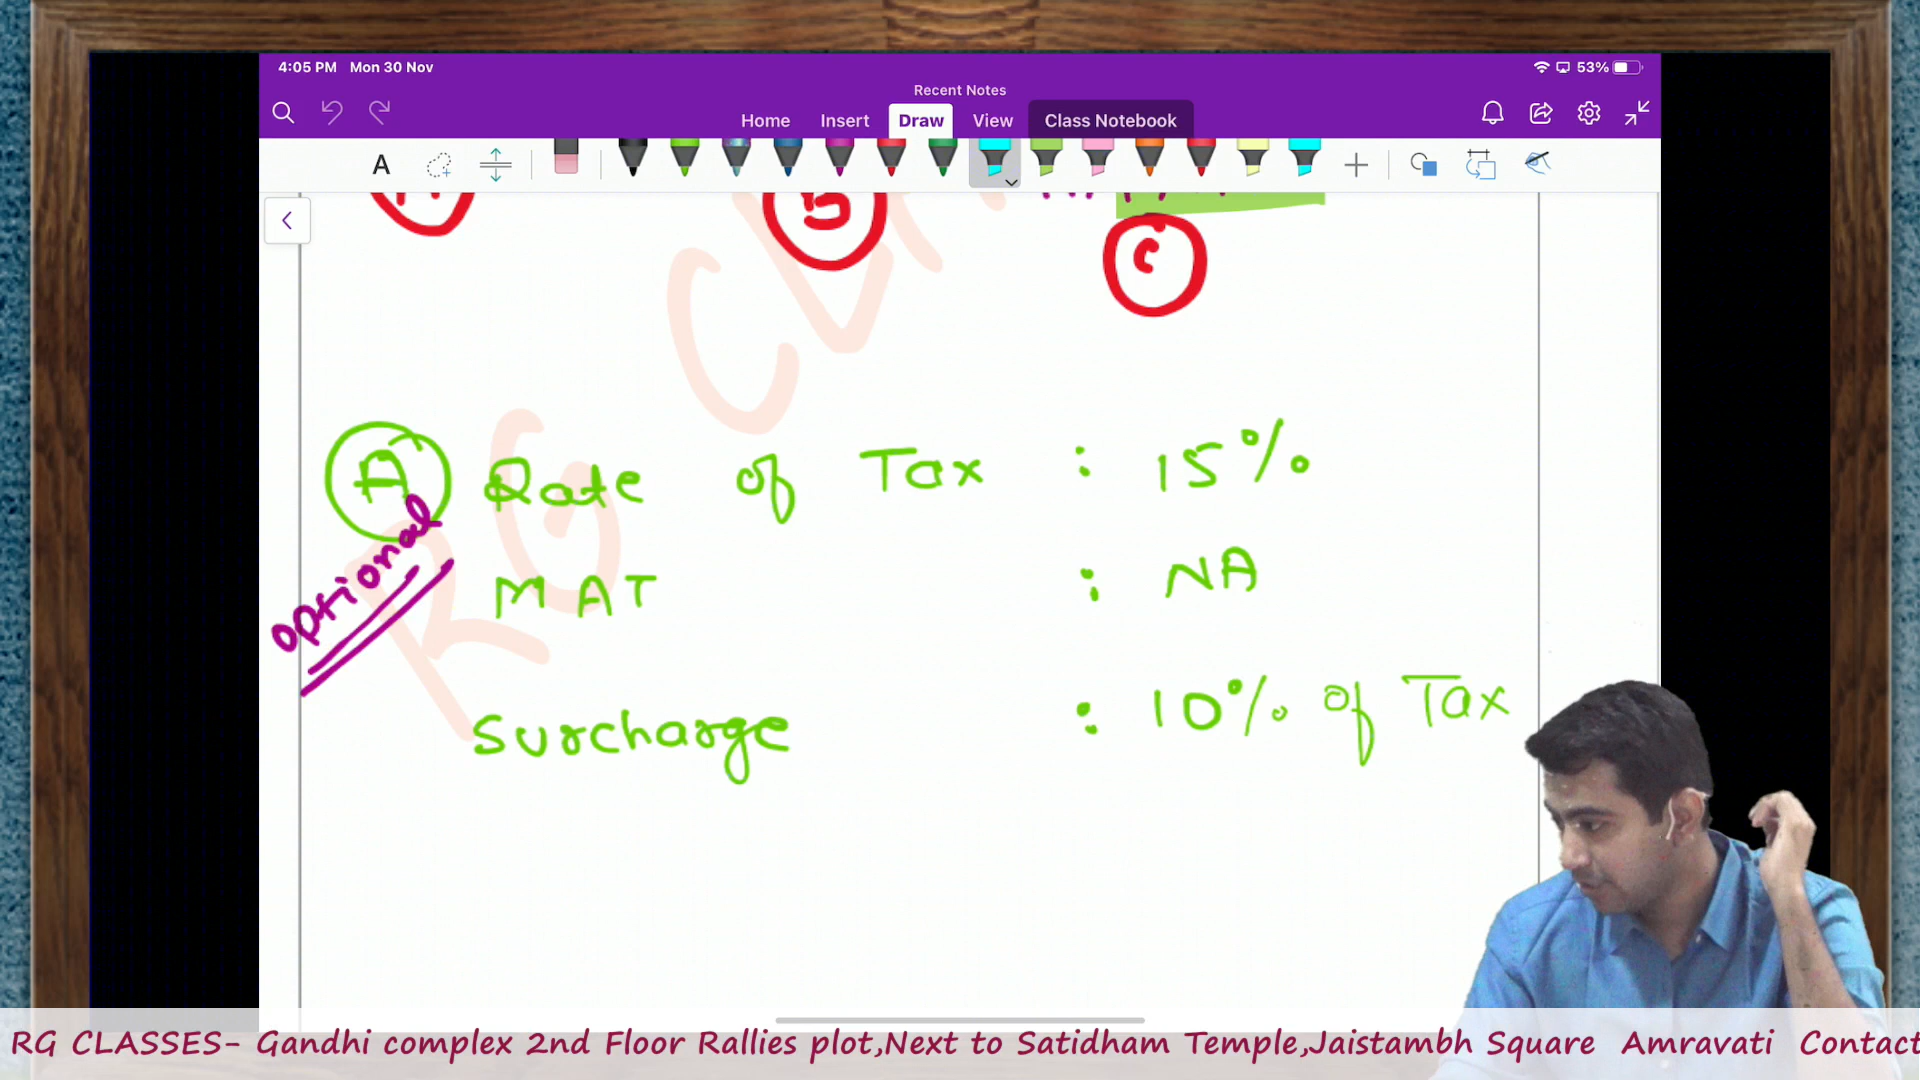 4:05 PM Mon 30 Nov
53%
Recent Notes
Home Insert Draw View Class Notebook
A
B
C
RG
A Rate of Tax : 15%
optional
MAT : NA
Surcharge : 10% of Tax
RG CLASSES- Gandhi complex 2nd Floor Rallies plot,Next to Satidham Temple,Jaistambh Square Amravati Contact